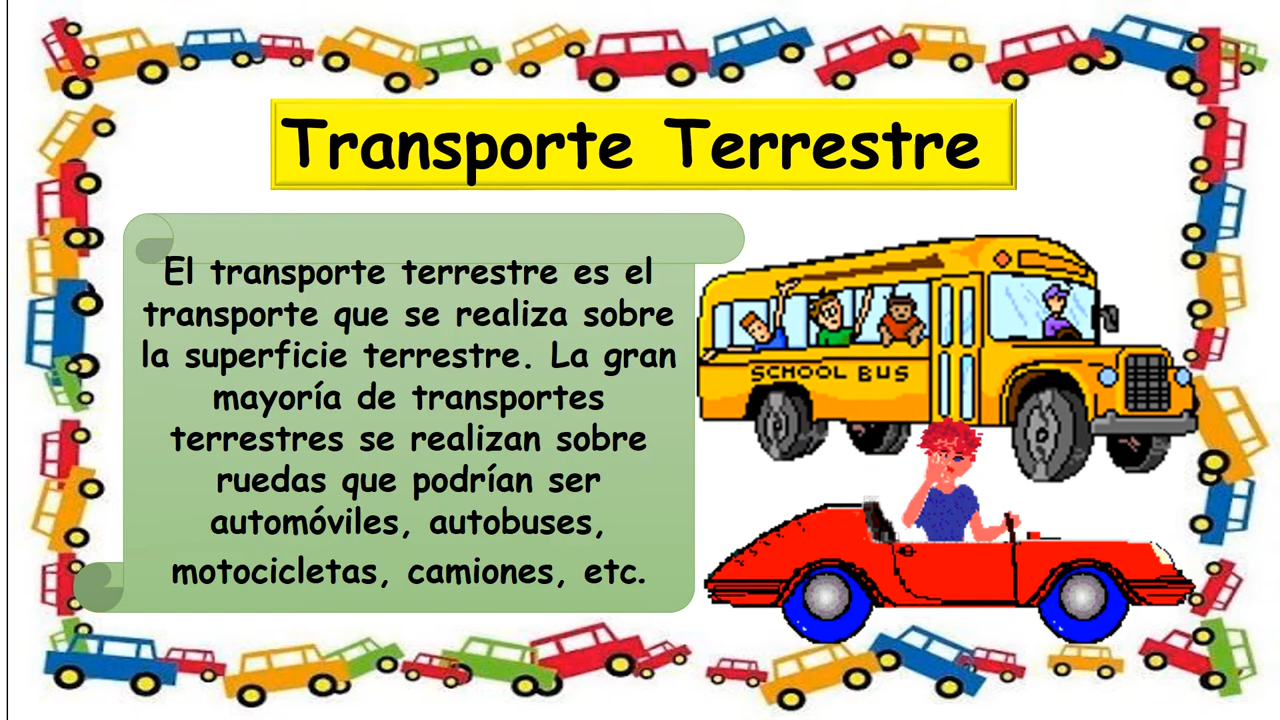 Transporte Terrestre
El transporte terrestre es el
transporte que se realiza sobre
la superficie terrestre. La gran
mayoría de transportes
terrestres se realizan sobre
ruedas que podrían ser
automóviles, autobuses,
motocicletas, camiones, etc.
SCHOOL BUS